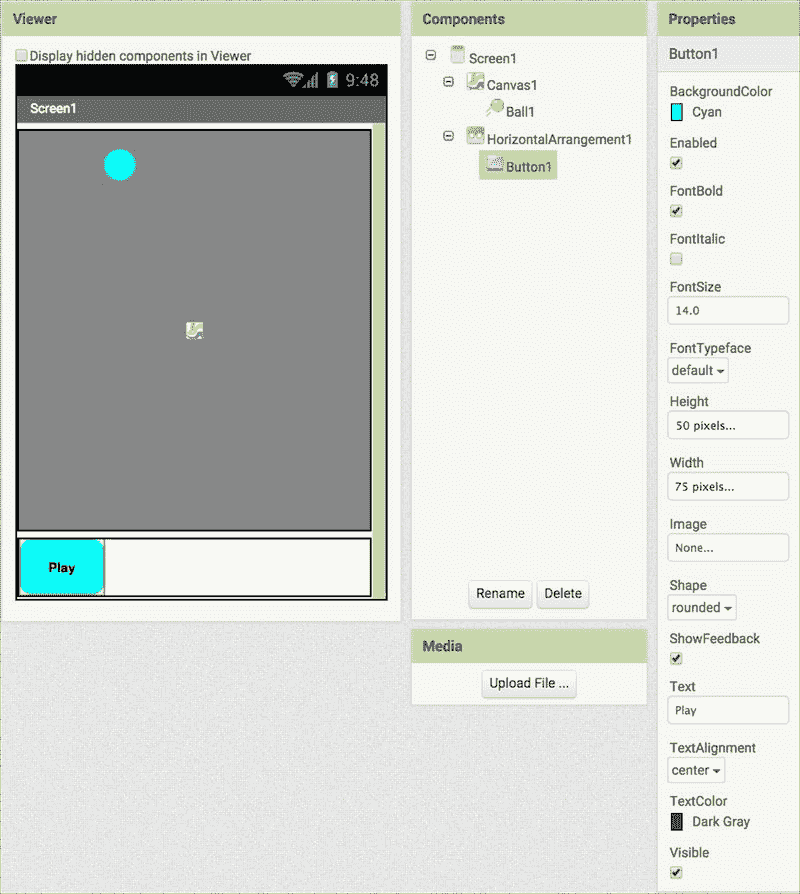 Viewer
Display hidden components in Viewer
9:48
Screen1
Play
Components
Screen1
Canvas1
Ball1
HorizontalArrangement1
Button1
Rename
Delete
Media
Upload File ...
Properties
Button1
BackgroundColor
Cyan
Enabled
FontBold
FontItalic
FontSize
14.0
FontTypeface
default
Height
50 pixels...
Width
75 pixels...
Image
None...
Shape
rounded
ShowFeedback
Text
Play
TextAlignment
center
TextColor
Dark Gray
Visible